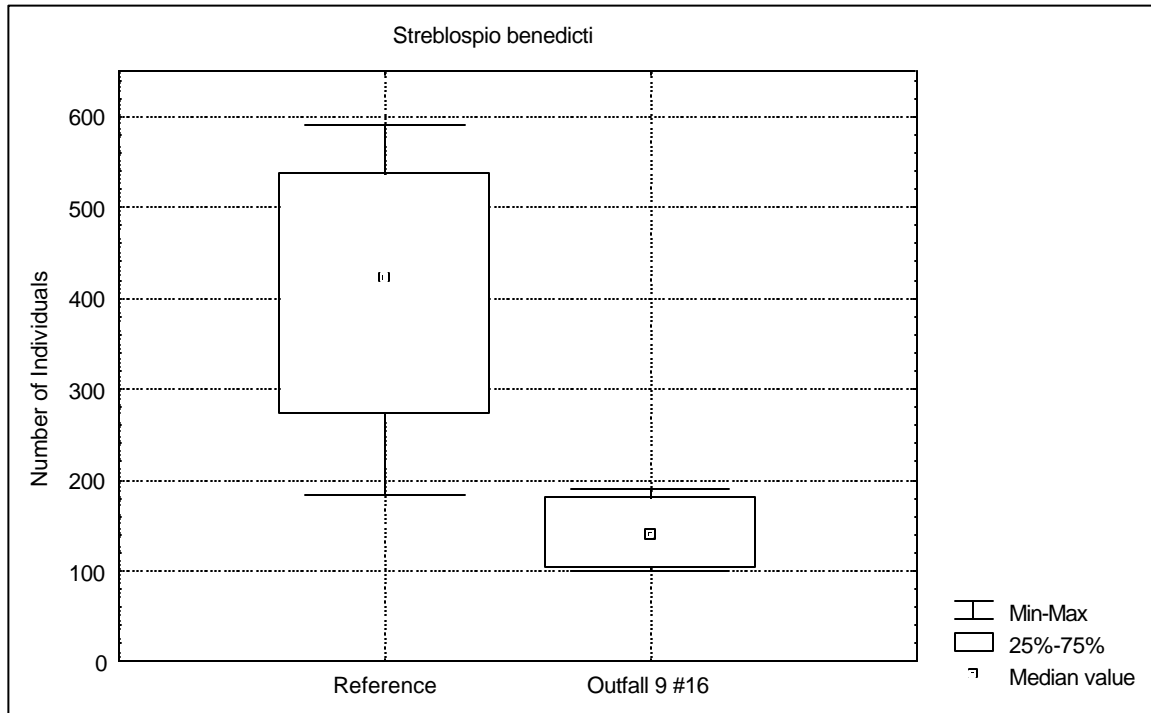 Streblospio benedicti
Number of Individuals
600
500
400
300
200
100
0
Reference
Outfall 9 #16
Min-Max
25%-75%
Median value